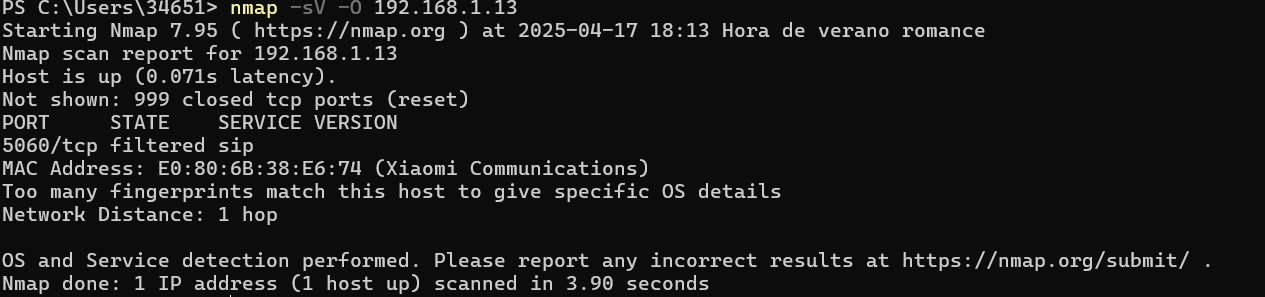 PS C:\Users\34651> nmap -sV -O 192.168.1.13
Starting Nmap 7.95 ( https://nmap.org ) at 2025-04-17 18:13 Hora de verano romance
Nmap scan report for 192.168.1.13
Host is up (0.071s latency).
Not shown: 999 closed tcp ports (reset)
PORT     STATE    SERVICE VERSION
5060/tcp filtered sip
MAC Address: E0:80:6B:38:E6:74 (Xiaomi Communications)
Too many fingerprints match this host to give specific OS details
Network Distance: 1 hop
OS and Service detection performed. Please report any incorrect results at https://nmap.org/submit/ .
Nmap done: 1 IP address (1 host up) scanned in 3.90 seconds